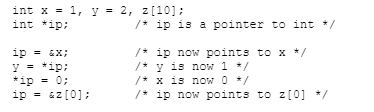 int x = 1, y = 2, z[10];
int *ip; /* ip is a pointer to int */
ip = &x; /* ip now points to x */
y = *ip; /* y is now 1 */
*ip = 0; /* x is now 0 */
ip = &z[0]; /* ip now points to z[0] */